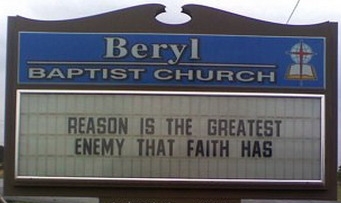 Beryl
BAPTIST CHURCH
REASON IS THE GREATEST
ENEMY THAT FAITH HAS